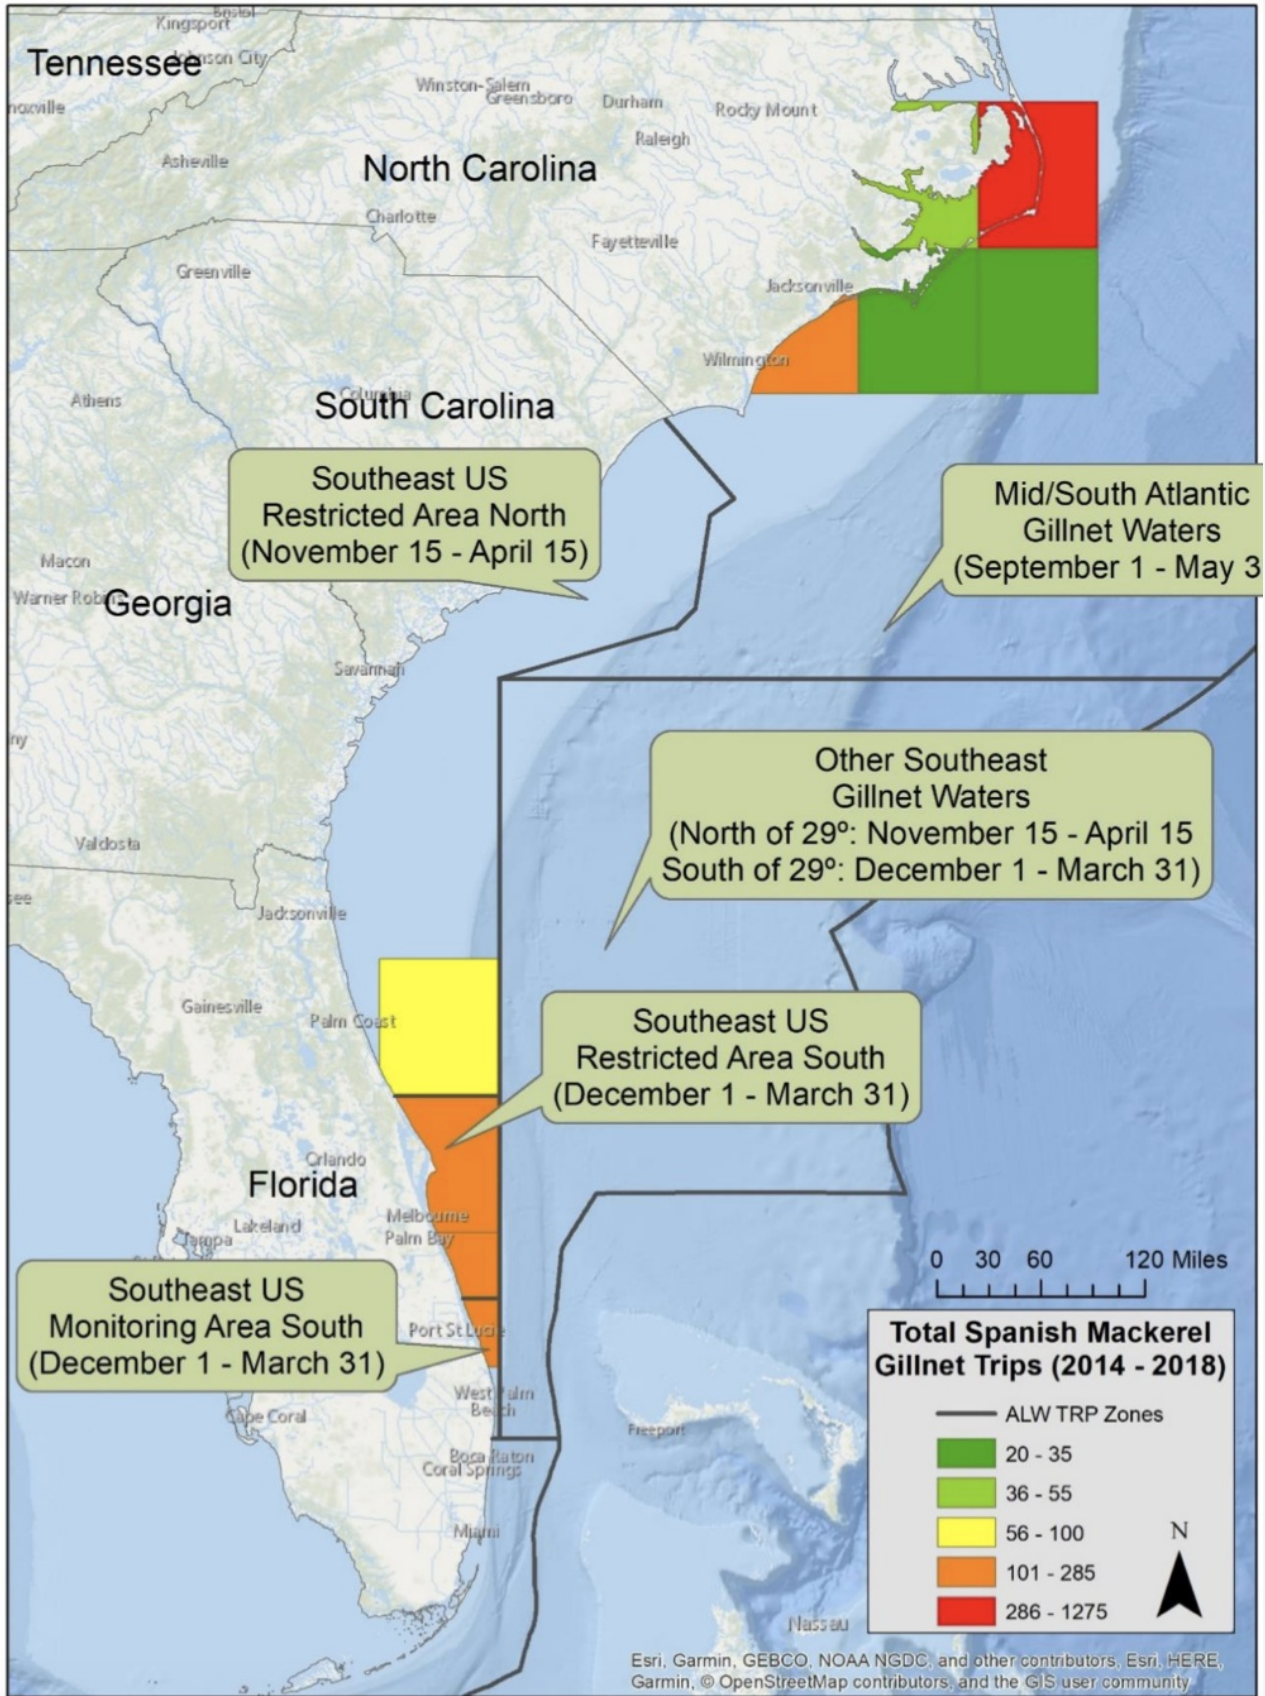 Bristol
Kingsport
Tennessee
Johnson City
noxville
Winston-Salem
Greensboro
Durham
Rocky Mount
Raleigh
Asheville
North Carolina
Charlotte
Fayetteville
Greenville
Jacksonville
Wilmington
Athens
Columbia
South Carolina
Southeast US
Restricted Area North
(November 15 - April 15)
Mid/South Atlantic
Gillnet Waters
(September 1 - May 3
Macon
Warner Robins
Georgia
Savannah
ny
Other Southeast
Gillnet Waters
(North of 29º: November 15 - April 15
South of 29º: December 1 - March 31)
Valdosta
see
Jacksonville
Gainesville
Palm Coast
Southeast US
Restricted Area South
(December 1 - March 31)
Orlando
Florida
Melbourne
Lakeland
Palm Bay
Tampa
Southeast US
Monitoring Area South
(December 1 - March 31)
Port St Lucie
West Palm
Beach
Cape Coral
Freeport
Boca Raton
Coral Springs
Miami
Nassau
0 30 60 120 Miles
Total Spanish Mackerel
Gillnet Trips (2014 - 2018)
ALW TRP Zones
20 - 35
36 - 55
56 - 100
101 - 285
286 - 1275
N
Esri, Garmin, GEBCO, NOAA NGDC, and other contributors, Esri, HERE,
Garmin, © OpenStreetMap contributors, and the GIS user community